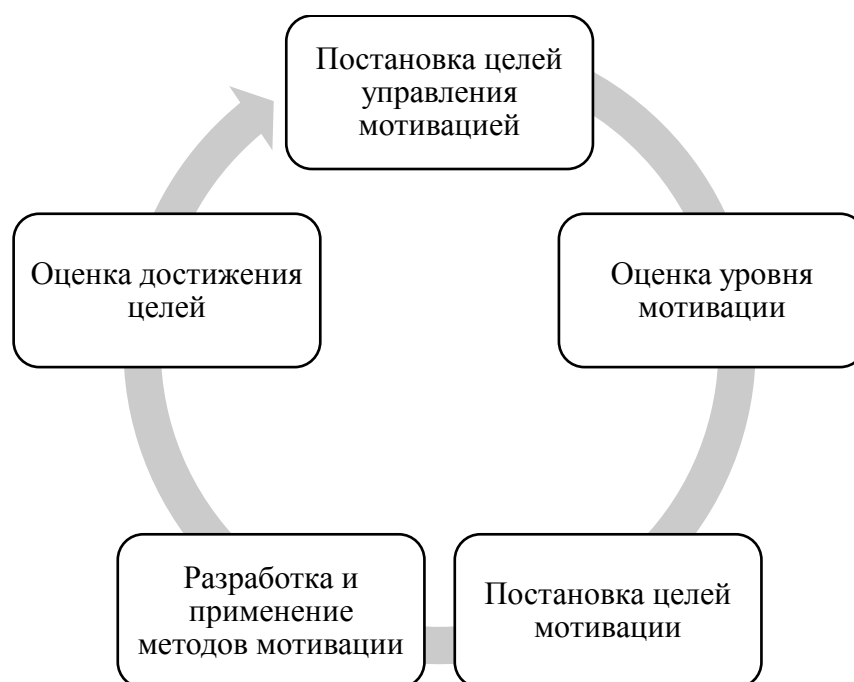 Постановка целей
управления
мотивацией
Оценка уровня
мотивации
Постановка целей
мотивации
Разработка и
применение
методов мотивации
Оценка достижения
целей